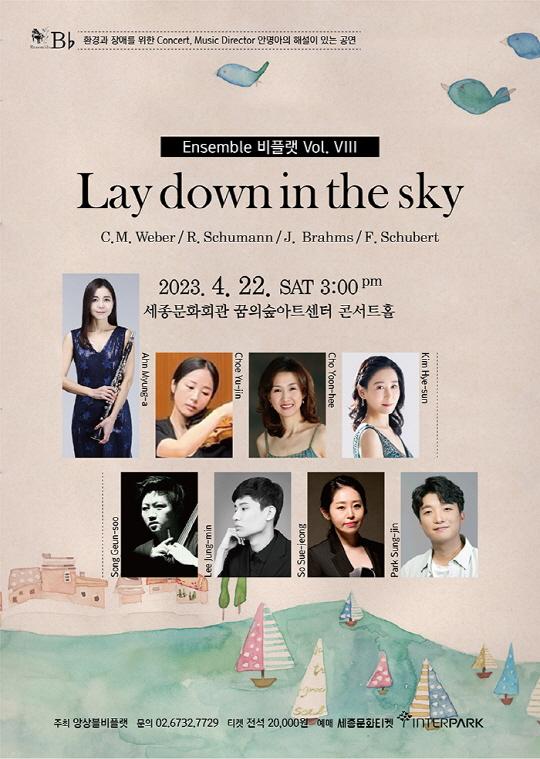 B♭ 환경과 장애를 위한 Concert, Music Director 안명아의 해설이 있는 공연
Ensemble 비플랫 Vol. VIII
Lay down in the sky
C.M. Weber / R. Schumann / J. Brahms / F. Schubert
2023. 4. 22. SAT 3:00 pm
세종문화회관 꿈의숲아트센터 콘서트홀
Ahn Myung-a
Choe Yu-jin
Cho Yoon-hee
Kim Hye-sun
Song Geun-soo
Lee Jung-min
So Sue-jeong
Park Sung-jin
주최 앙상블비플랫 문의 02.6732.7729 티켓 전석 20,000원 예매 세종문화티켓 INTERPARK